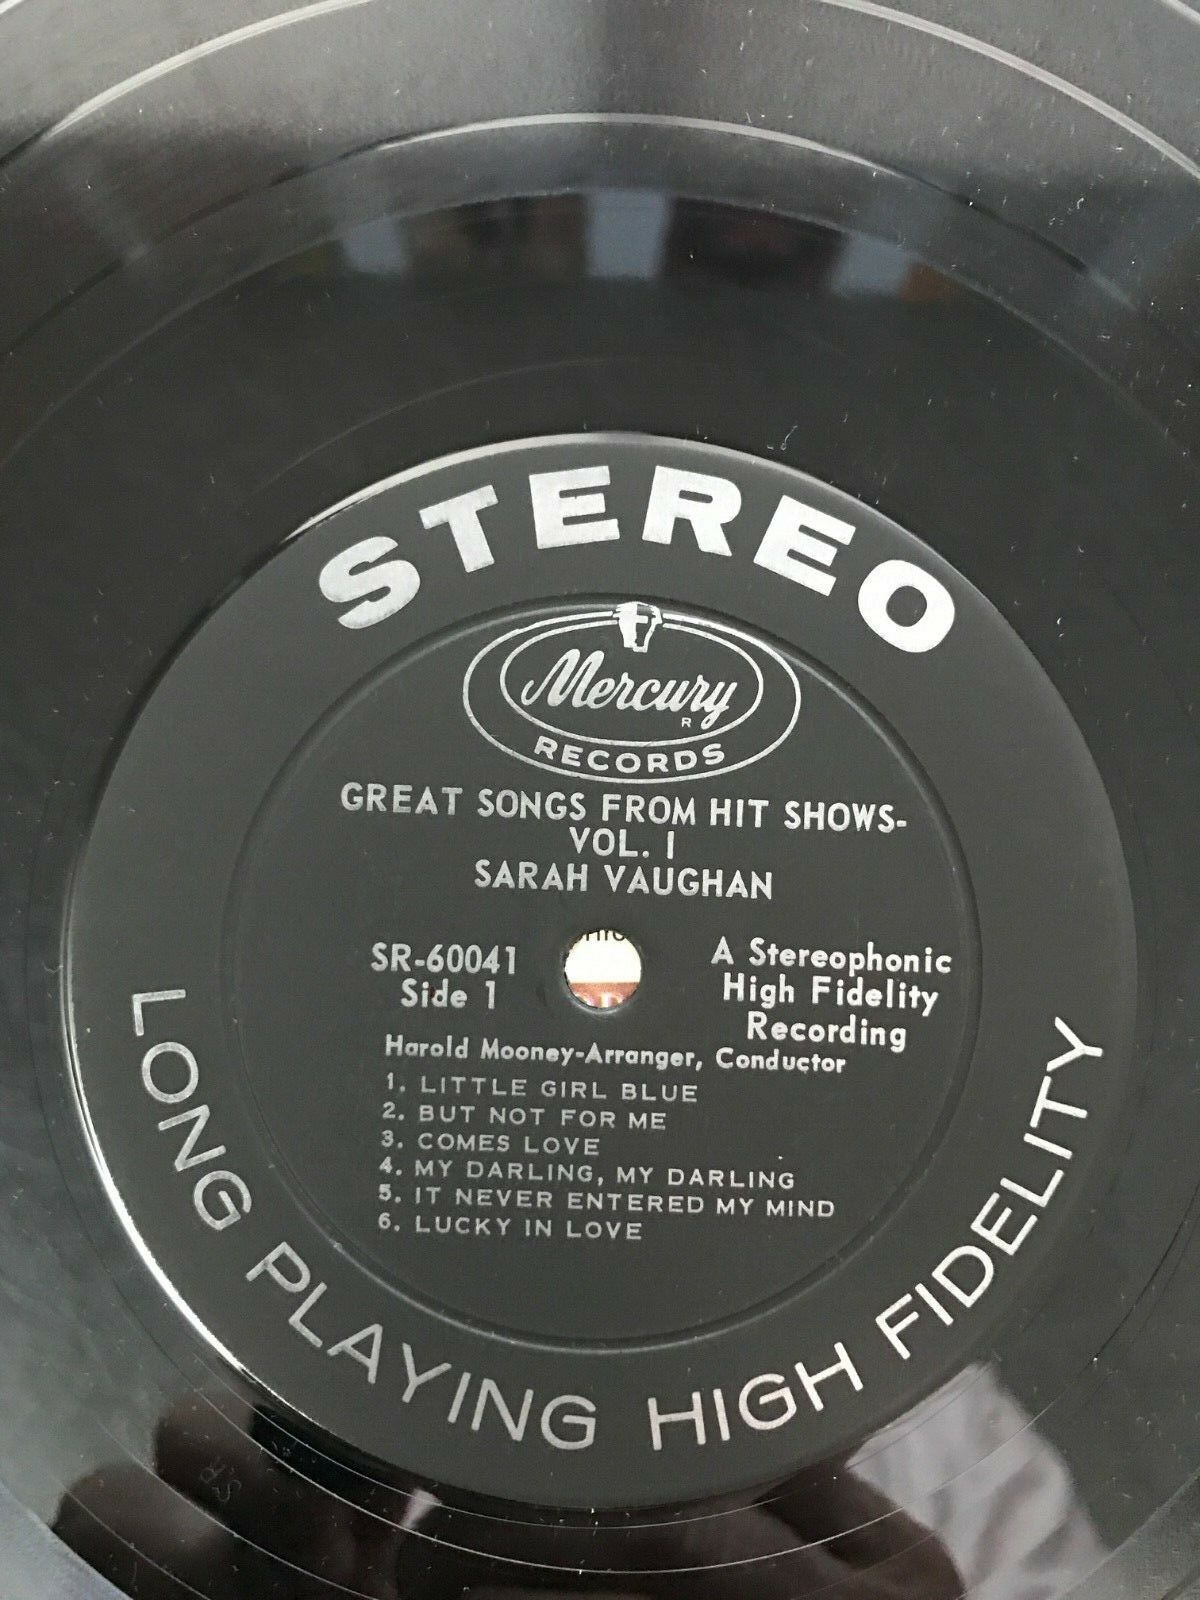 STEREO
Mercury
R
RECORDS
GREAT SONGS FROM HIT SHOWS-
VOL. I
SARAH VAUGHAN
SR-60041
Side 1
A Stereophonic
High Fidelity
Recording
Harold Mooney-Arranger, Conductor
1. LITTLE GIRL BLUE
2. BUT NOT FOR ME
3. COMES LOVE
4. MY DARLING, MY DARLING
5. IT NEVER ENTERED MY MIND
6. LUCKY IN LOVE
LONG PLAYING HIGH FIDELITY